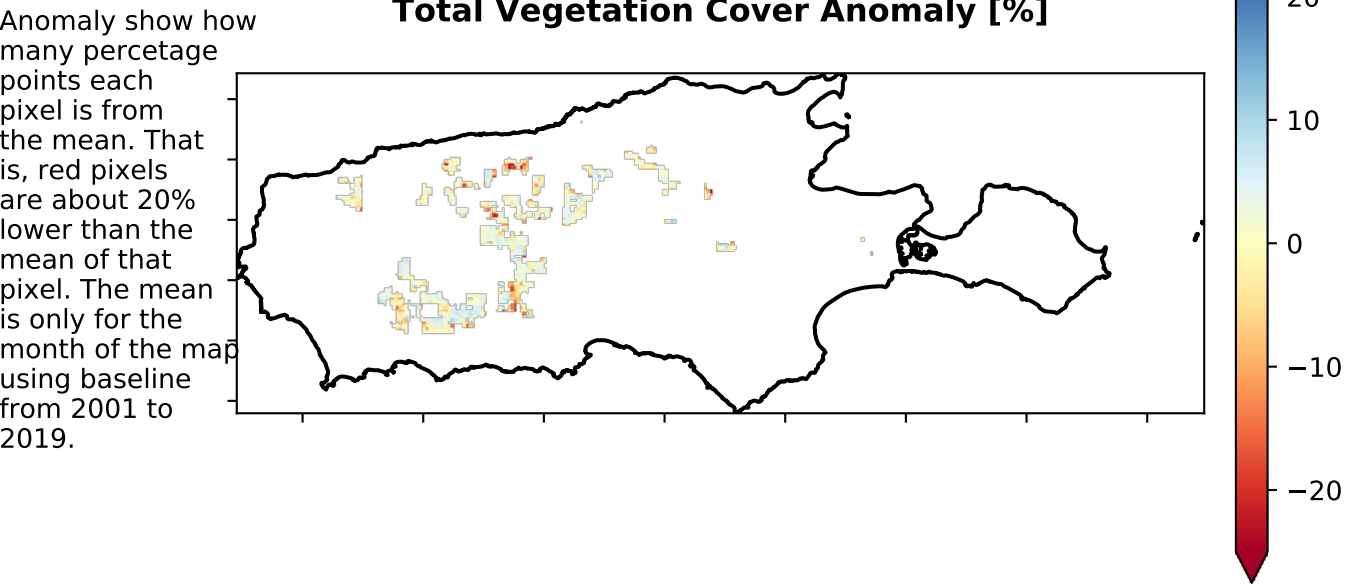 Total Vegetation Cover Anomaly [%]
Anomaly show how
many percetage
points each
pixel is from
the mean. That
is, red pixels
are about 20%
lower than the
mean of that
pixel. The mean
is only for the
month of the map
using baseline
from 2001 to
2019.
20
10
0
−10
−20